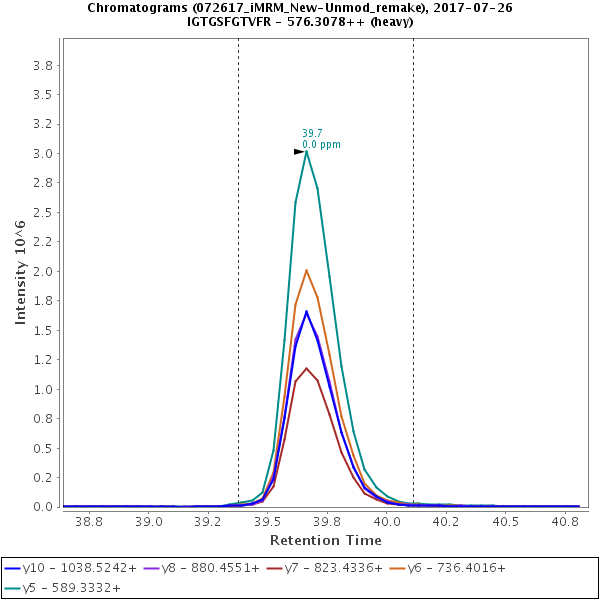 Chromatograms (072617_iMRM_New-Unmod_remake), 2017-07-26
IGTGSFGTVFR - 576.3078++ (heavy)
39.7
0.0 ppm
Intensity 10^6
3.8
3.5
3.2
3.0
2.8
2.5
2.2
2.0
1.8
1.5
1.2
1.0
0.8
0.5
0.2
0.0
38.8 39.0 39.2 39.5 39.8 40.0 40.2 40.5 40.8
Retention Time
y10 - 1038.5242+ y8 - 880.4551+ y7 - 823.4336+ y6 - 736.4016+
y5 - 589.3332+